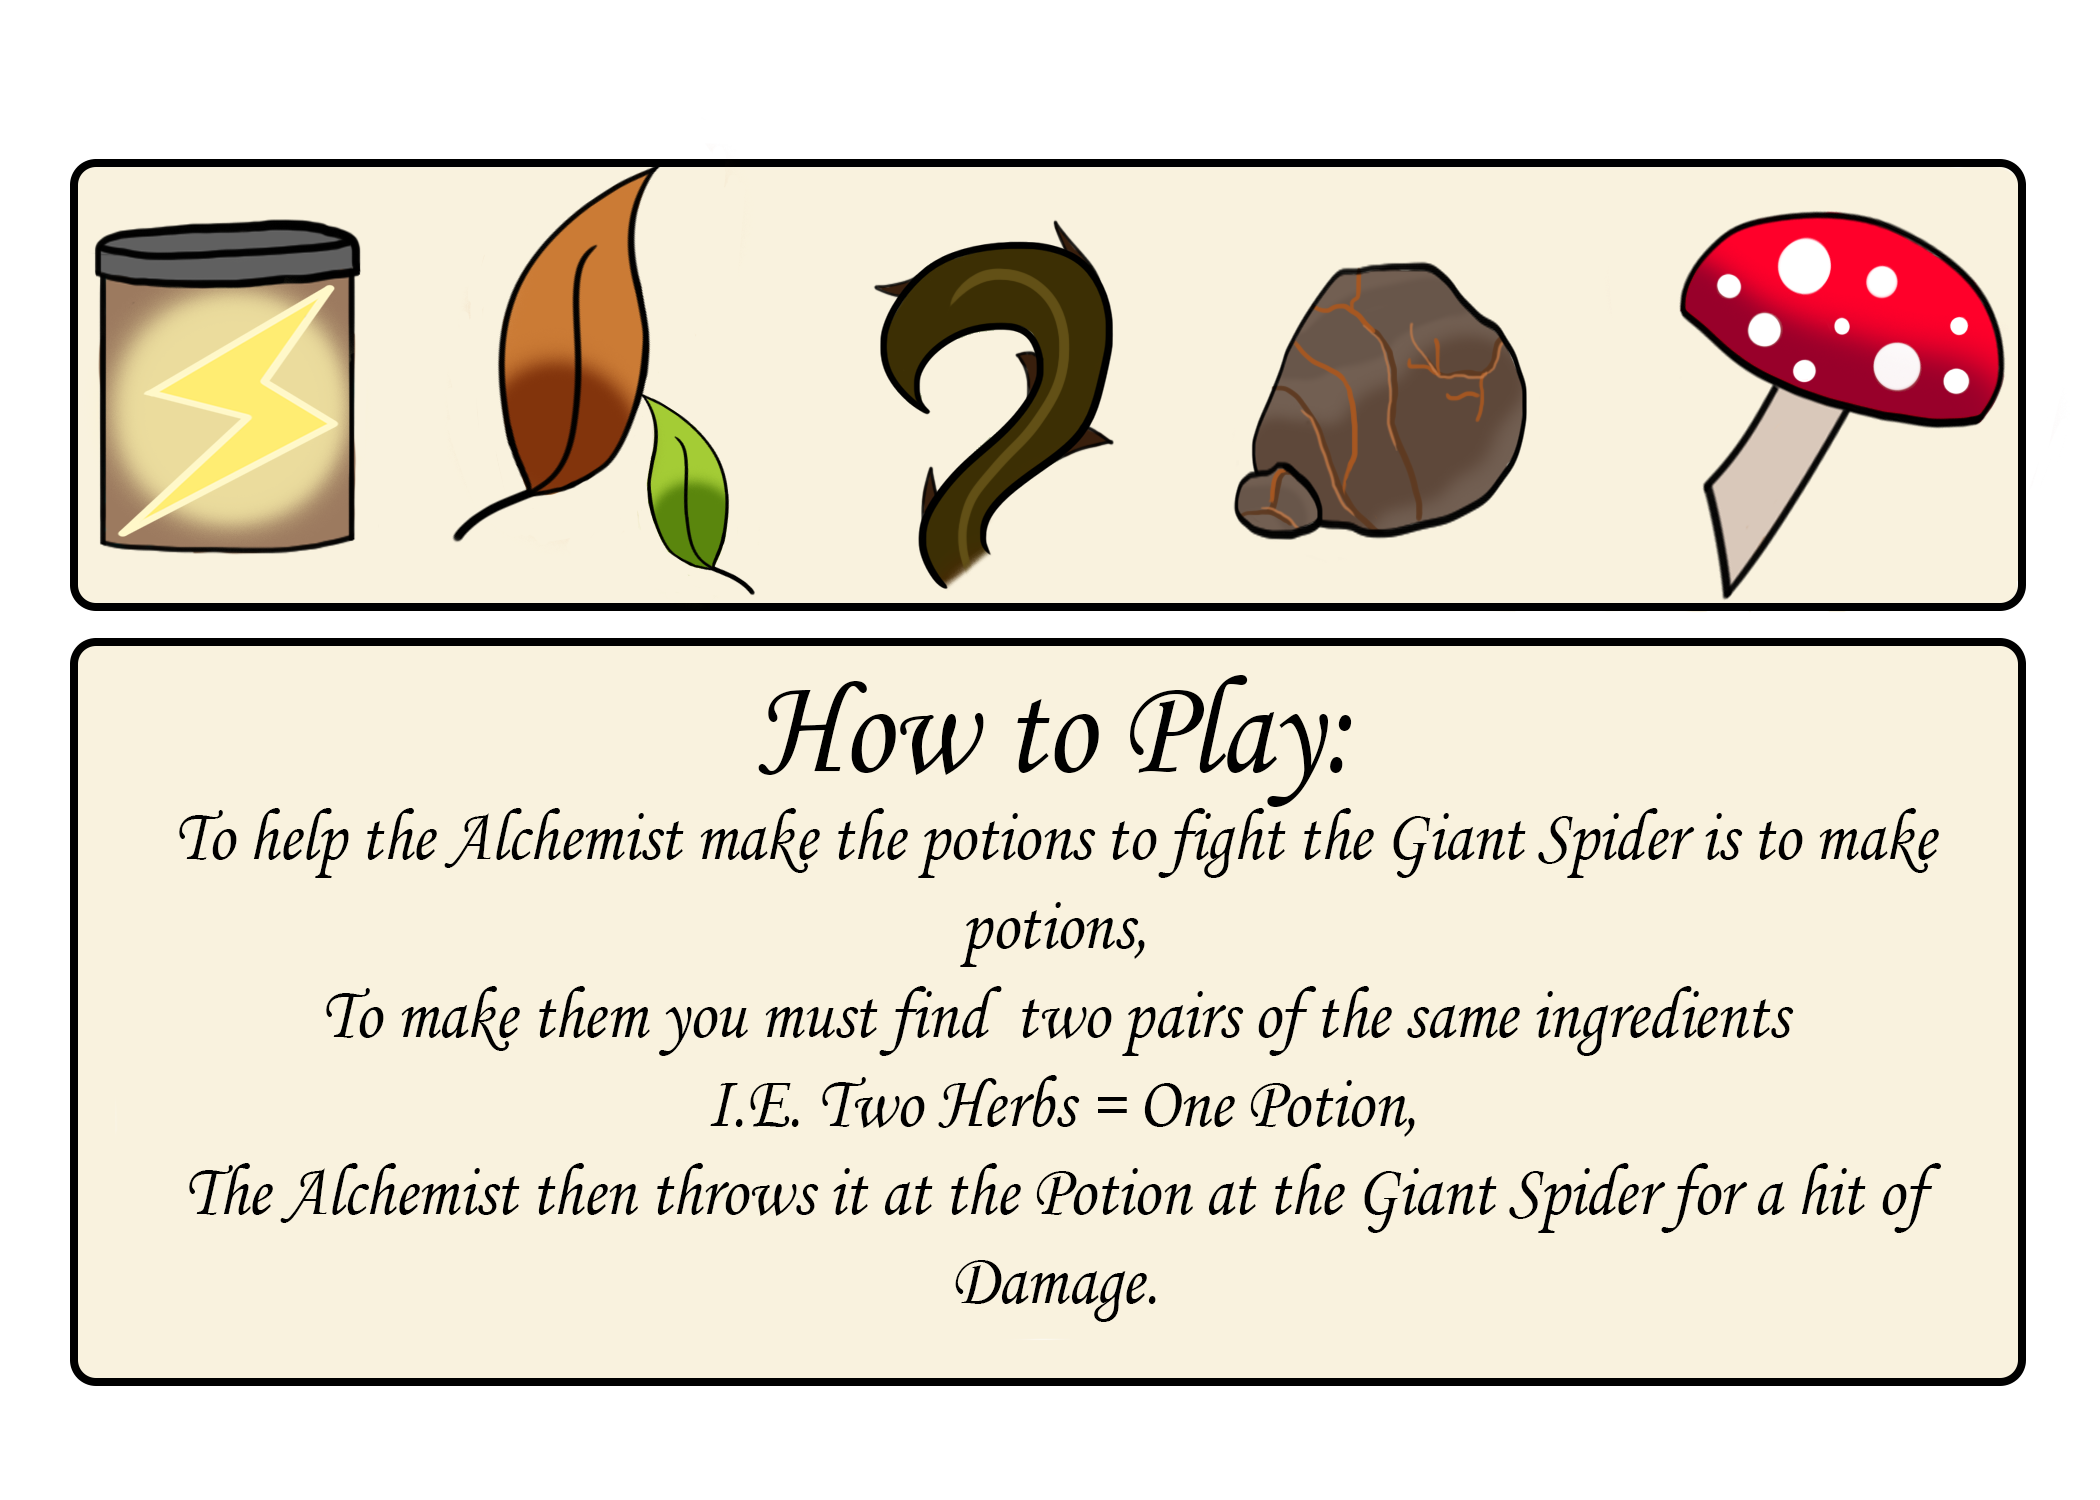 How to Play:
To help the Alchemist make the potions to fight the Giant Spider is to make
potions,
To make them you must find  two pairs of the same ingredients
I.E. Two Herbs = One Potion,
The Alchemist then throws it at the Potion at the Giant Spider for a hit of
Damage.